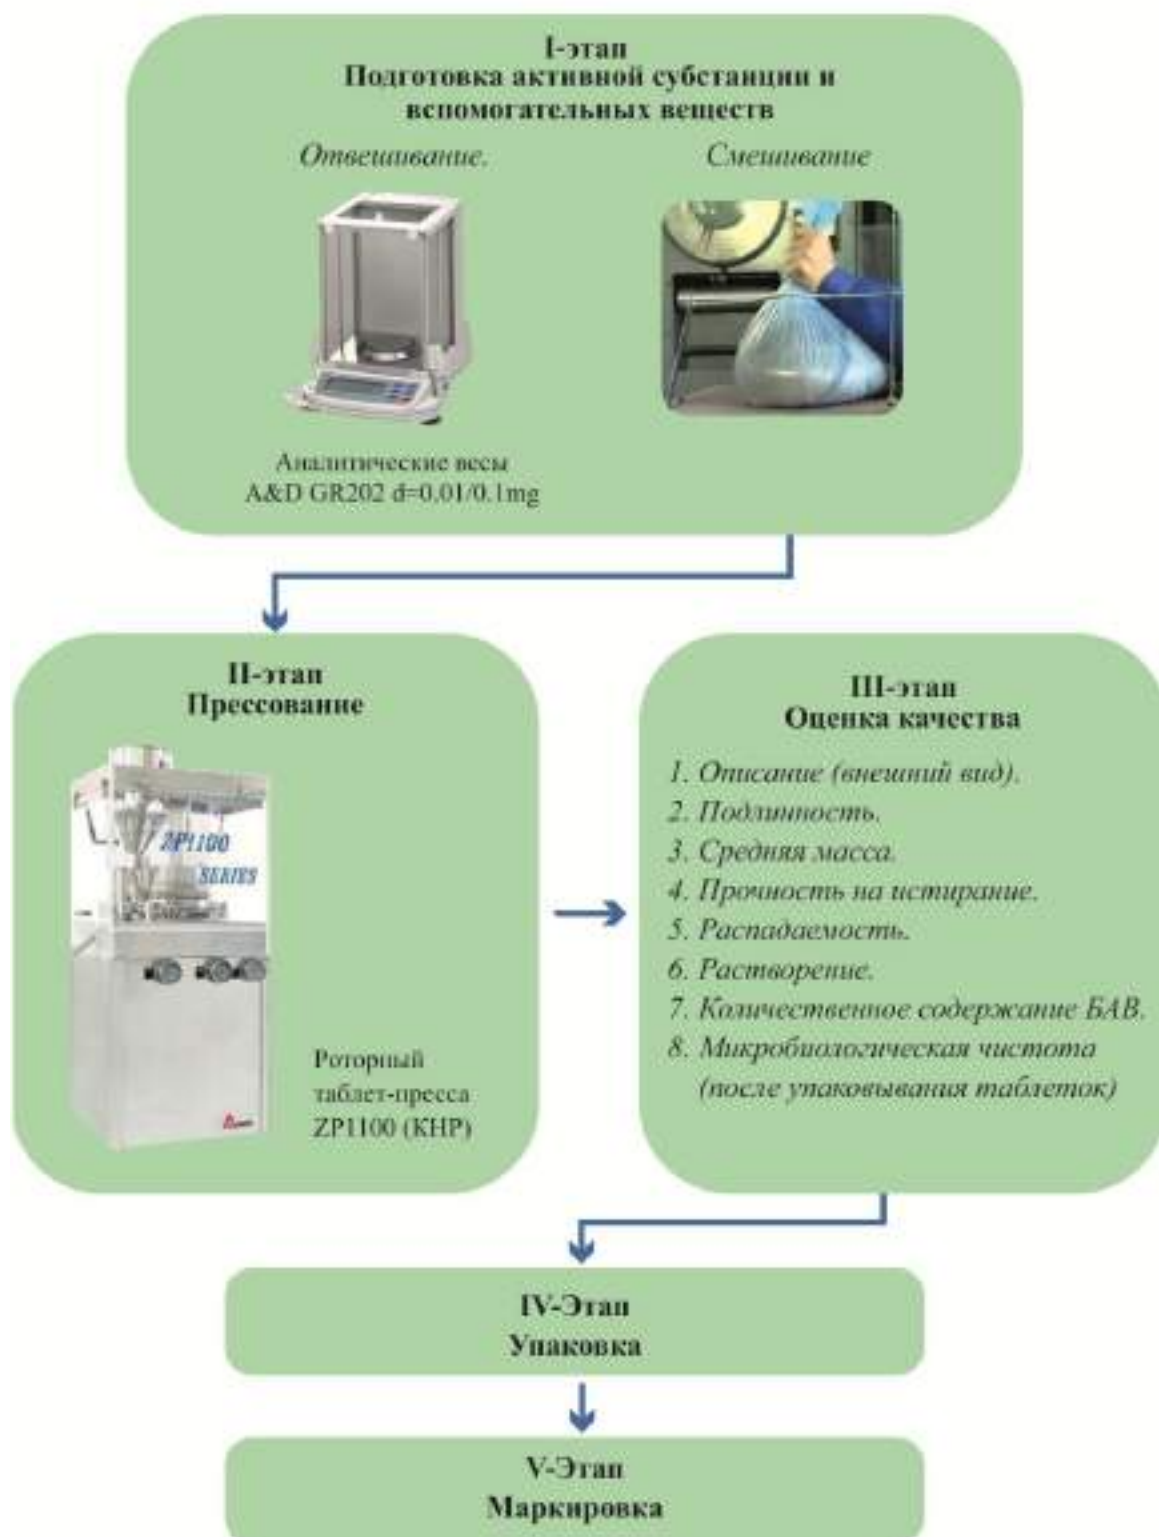 I-этап
Подготовка активной субстанции и
вспомогательных веществ
Отвешивание.
Смешивание
Аналитические весы
A&D GR202 d=0,01/0.1mg
II-этап
Прессование
ZP1100
SERIES
Роторный
таблет-пресса
ZP1100 (КНР)
III-этап
Оценка качества
1. Описание (внешний вид).
2. Подлинность.
3. Средняя масса.
4. Прочность на истирание.
5. Распадаемость.
6. Растворение.
7. Количественное содержание БАВ.
8. Микробиологическая чистота
(после упаковывания таблеток)
IV-Этап
Упаковка
V-Этап
Маркировка